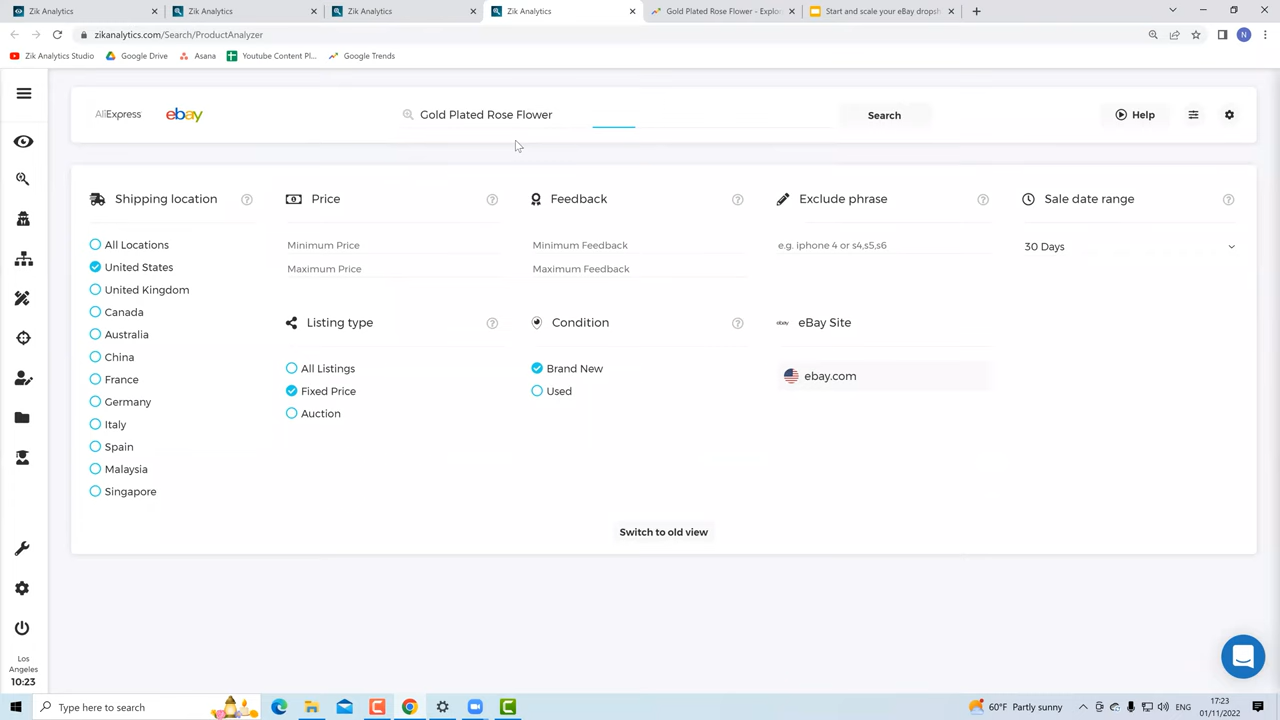 Zik Analytics
Zik Analytics
Zik Analytics
Zik Analytics
Gold Plated Rose Flower - Explo
Start and scale your eBay dropsh
zikanalytics.com/Search/ProductAnalyzer
N
Zik Analytics Studio
Google Drive
Asana
Youtube Content Pl...
Google Trends
AliExpress
ebay
Gold Plated Rose Flower
Search
Help
Shipping location
Price
Feedback
Exclude phrase
Sale date range
All Locations
United States
United Kingdom
Canada
Australia
China
France
Germany
Italy
Spain
Malaysia
Singapore
Minimum Price
Maximum Price
Minimum Feedback
Maximum Feedback
e.g. iphone 4 or s4,s5,s6
30 Days
Listing type
Condition
ebay
eBay Site
All Listings
Fixed Price
Auction
Brand New
Used
ebay.com
Switch to old view
Los
Angeles
10:23
Type here to search
60°F Partly sunny
ENG
17:23
01/11/2022